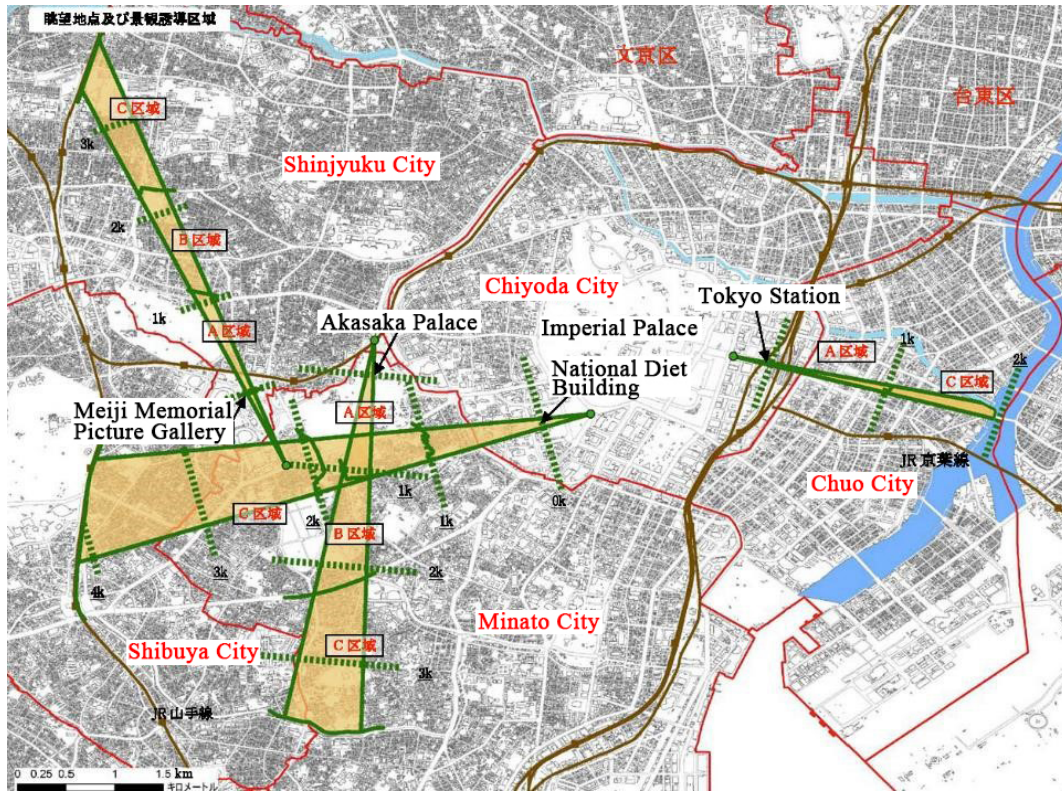 眺望地点及び景観誘導区域
文京区
台東区
C区域
3k
Shinjyuku City
2k
B区域
Chiyoda City
Tokyo Station
1k
A区域
Akasaka Palace
Imperial Palace
A区域
1k
2k
National Diet
Building
C区域
Meiji Memorial
Picture Gallery
A区域
JR京葉線
Chuo City
1k
C区域
2k
1k
0k
B区域
3k
2k
4k
Minato City
Shibuya City
C区域
3k
JR山手線
0 0.25 0.5 1 1.5 km
キロメートル